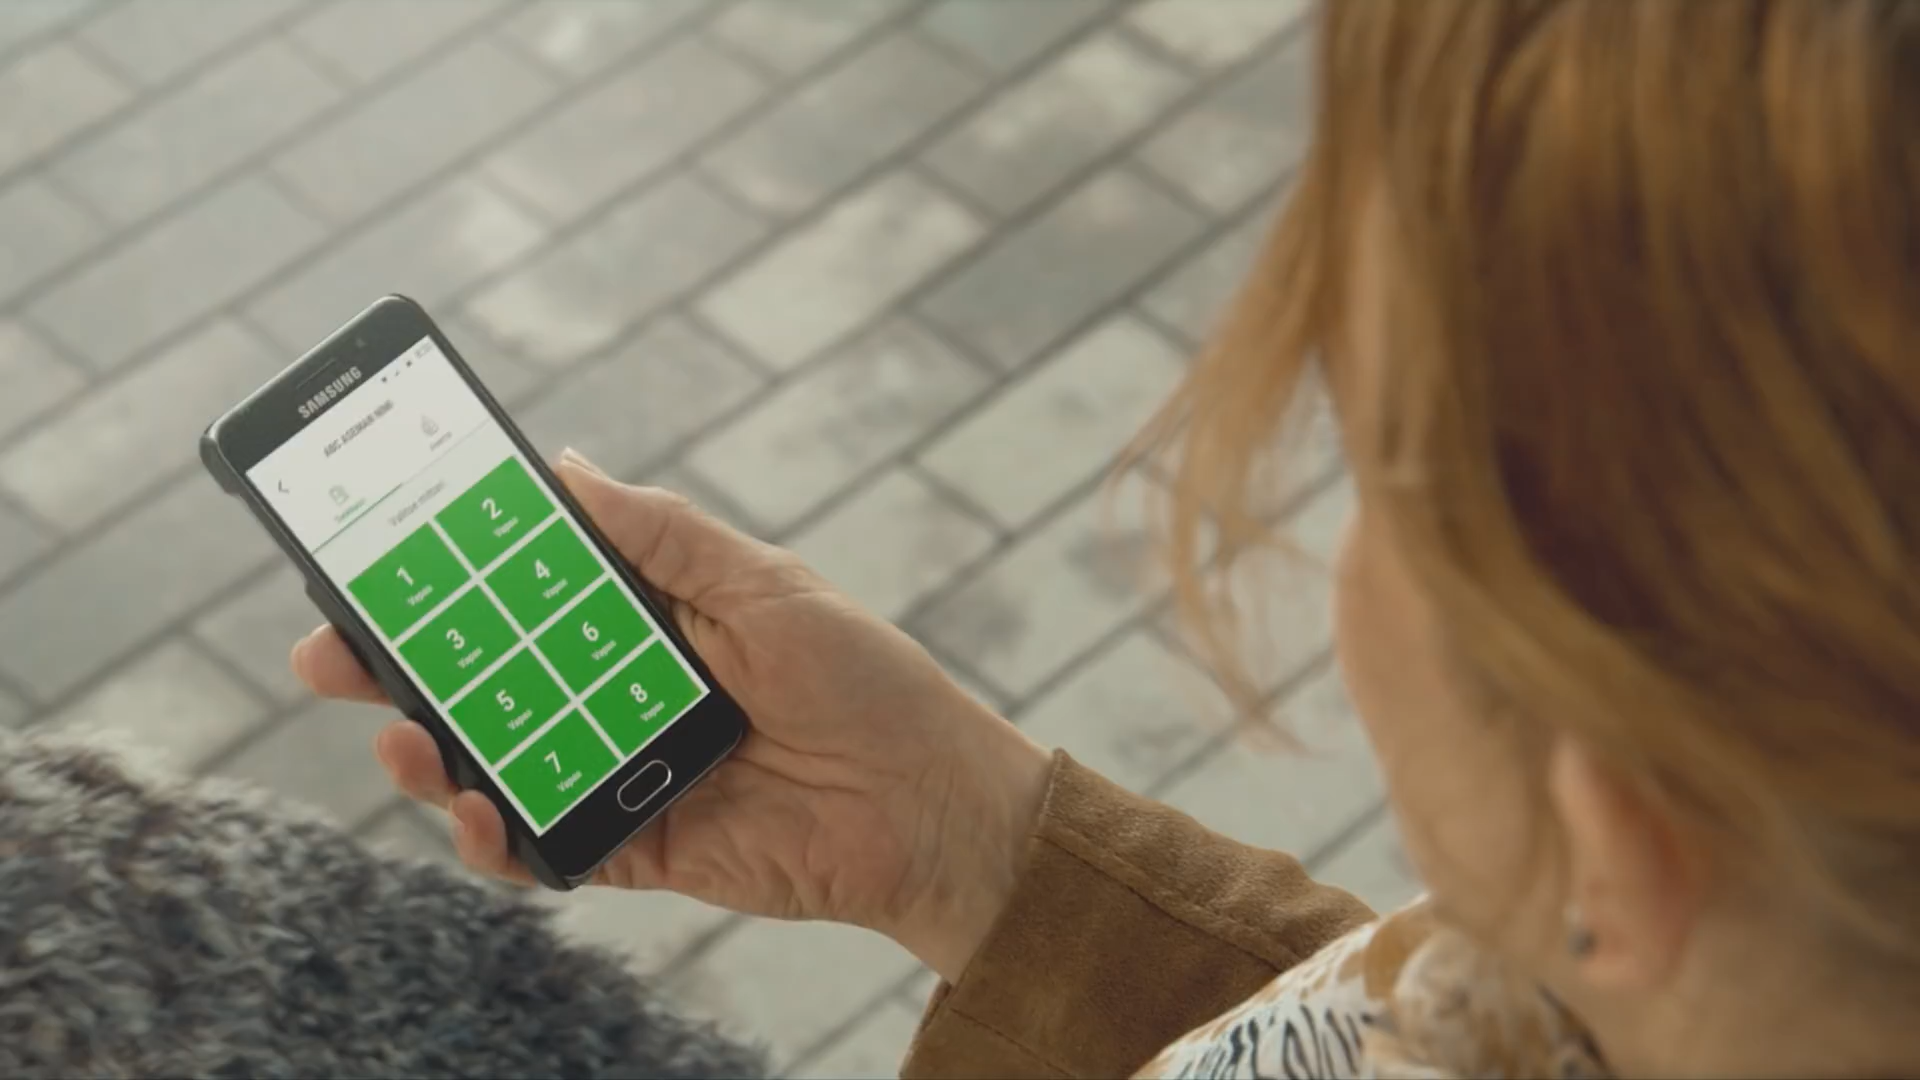 SAMSUNG
ABC ASEMAN NIMI
Tankkaus
Valitse mittari
1
Vapaa
2
Vapaa
3
Vapaa
4
Vapaa
5
Vapaa
6
Vapaa
7
Vapaa
8
Vapaa